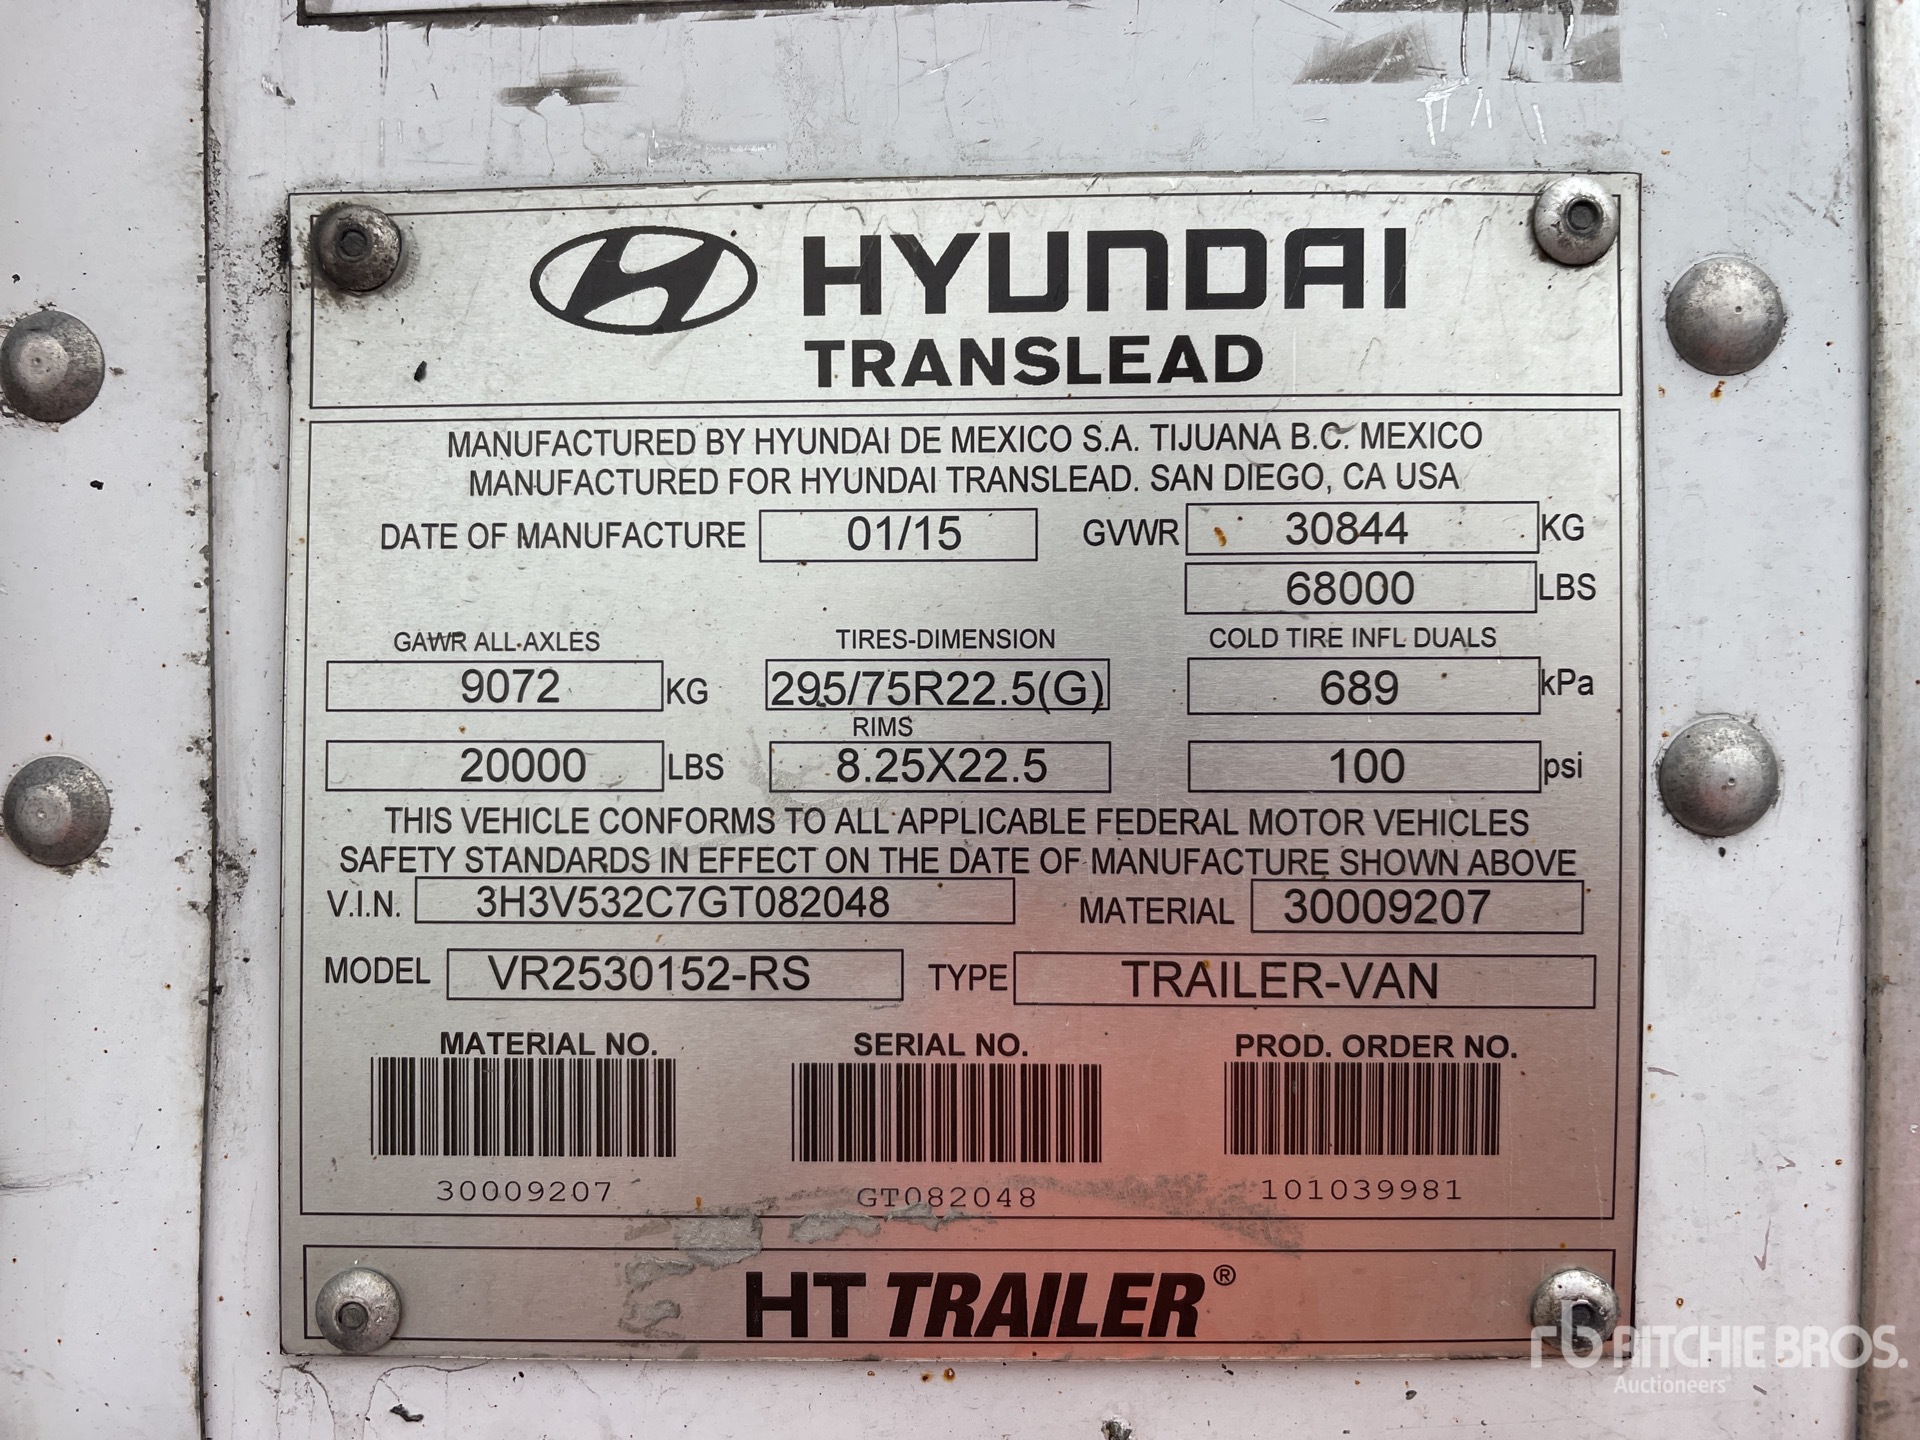 HYUNDAI
TRANSLEAD
MANUFACTURED BY HYUNDAI DE MEXICO S.A. TIJUANA B.C. MEXICO
MANUFACTURED FOR HYUNDAI TRANSLEAD. SAN DIEGO, CA USA
DATE OF MANUFACTURE 01/15 GVWR 30844 KG
68000 LBS
GAWR ALL AXLES TIRES-DIMENSION COLD TIRE INFL DUALS
9072 KG 295/75R22.5(G) 689 kPa
RIMS
20000 LBS 8.25X22.5 100 psi
THIS VEHICLE CONFORMS TO ALL APPLICABLE FEDERAL MOTOR VEHICLES
SAFETY STANDARDS IN EFFECT ON THE DATE OF MANUFACTURE SHOWN ABOVE
V.I.N. 3H3V532C7GT082048 MATERIAL 30009207
MODEL VR2530152-RS TYPE TRAILER-VAN
MATERIAL NO. SERIAL NO. PROD. ORDER NO.
30009207 GT082048 101039981
HT TRAILER®
rb RITCHIE BROS.
Auctioneers